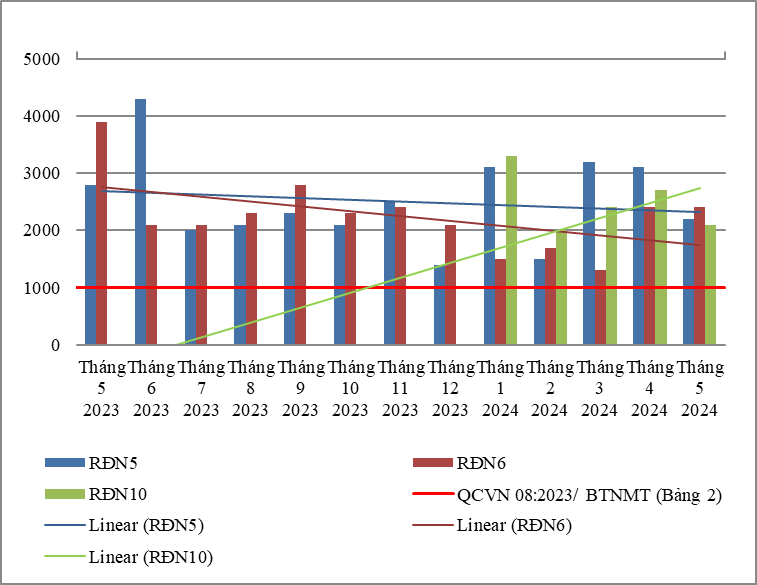 5000
4000
3000
2000
1000
0
Tháng Tháng Tháng Tháng Tháng Tháng Tháng Tháng Tháng Tháng Tháng Tháng Tháng
5 6 7 8 9 10 11 12 1 2 3 4 5
2023 2023 2023 2023 2023 2023 2023 2023 2024 2024 2024 2024 2024
RĐN5 RĐN6
RĐN10 QCVN 08:2023/ BTNMT (Bảng 2)
Linear (RĐN5) Linear (RĐN6)
Linear (RĐN10)